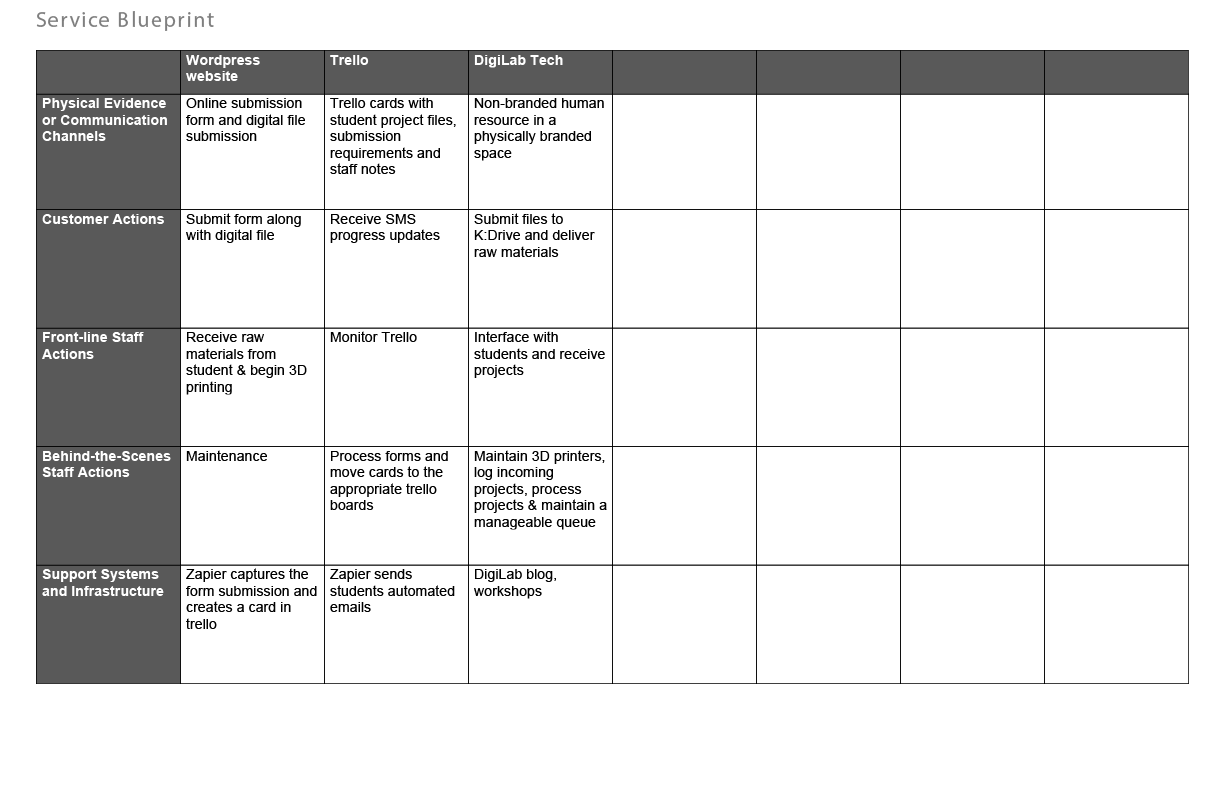 Service Blueprint
Wordpress
website
Trello
DigiLab Tech
Physical Evidence
or Communication
Channels
Online submission
form and digital file
submission
Trello cards with
student project files,
submission
requirements and
staff notes
Non-branded human
resource in a
physically branded
space
Customer Actions
Submit form along
with digital file
Receive SMS
progress updates
Submit files to
K:Drive and deliver
raw materials
Front-line Staff
Actions
Receive raw
materials from
student & begin 3D
printing
Monitor Trello
Interface with
students and receive
projects
Behind-the-Scenes
Staff Actions
Maintenance
Process forms and
move cards to the
appropriate trello
boards
Maintain 3D printers,
log incoming
projects, process
projects & maintain a
manageable queue
Support Systems
and Infrastructure
Zapier captures the
form submission and
creates a card in
trello
Zapier sends
students automated
emails
DigiLab blog,
workshops